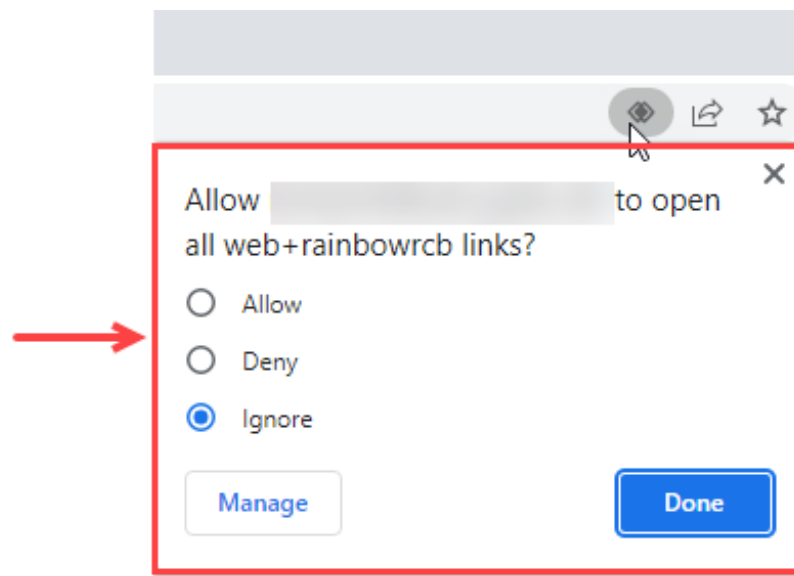 Allow to open
all web+rainbowrcb links?
Allow
Deny
Ignore
Manage
Done